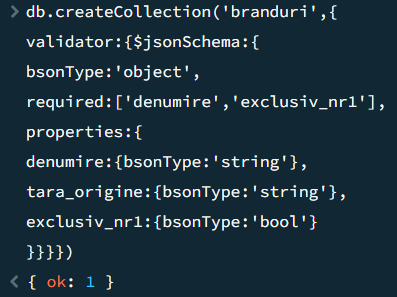 > db.createCollection('branduri',{
validator:{$jsonSchema:{
bsonType:'object',
required:['denumire','exclusiv_nr1'],
properties:{
denumire:{bsonType:'string'},
tara_origine:{bsonType:'string'},
exclusiv_nr1:{bsonType:'bool'}
}}}})
< { ok: 1 }